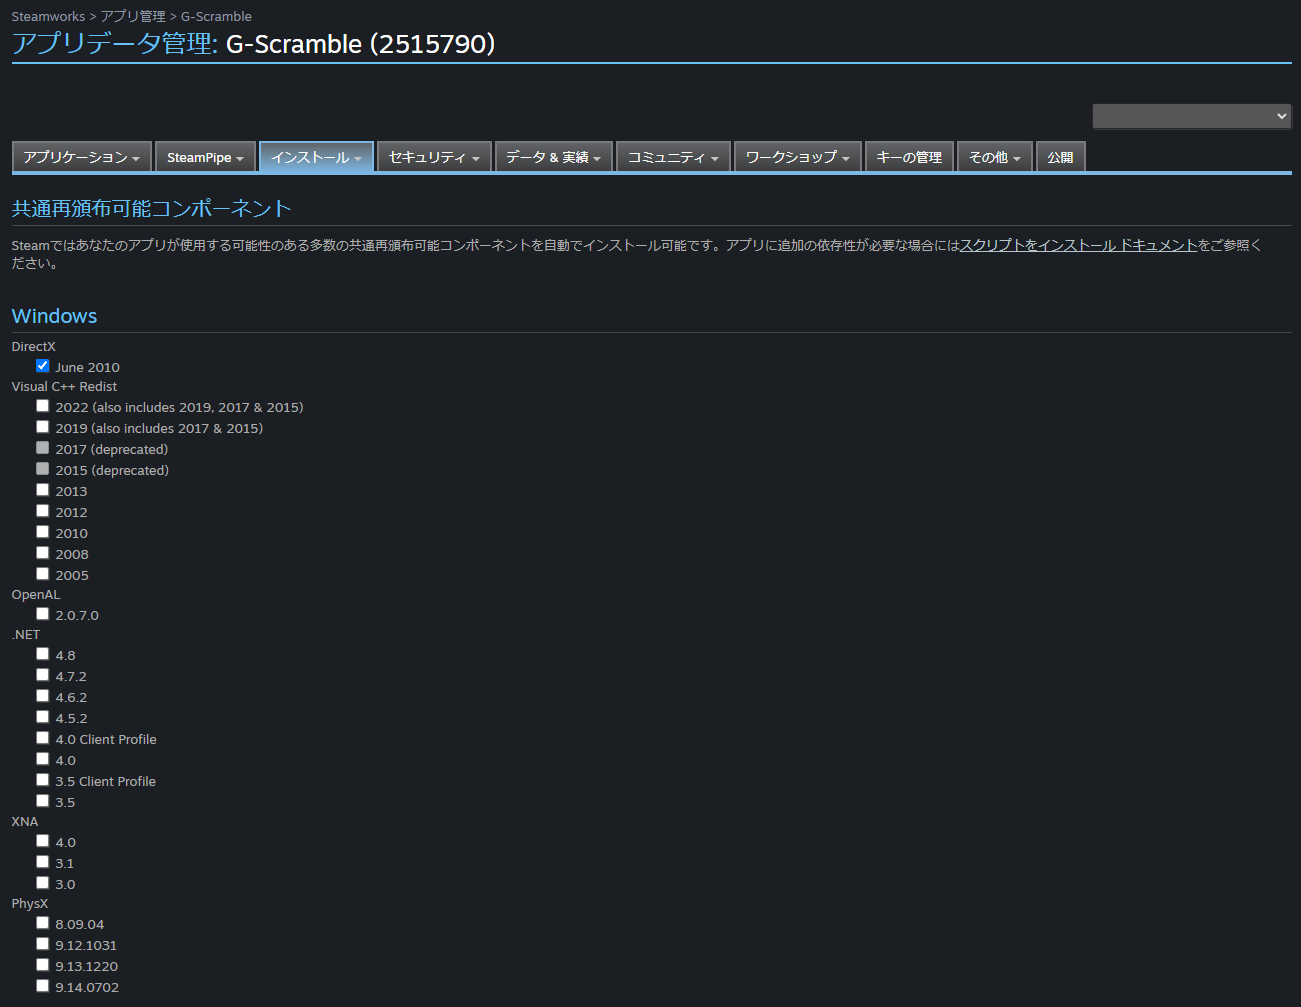 Steamworks > アプリ管理 > G-Scramble
アプリデータ管理: G-Scramble (2515790)
アプリケーション SteamPipe インストール セキュリティ データ & 実績 コミュニティ ワークショップ キーの管理 その他 公開
共通再頒布可能コンポーネント
Steamではあなたのアプリが使用する可能性のある多数の共通再頒布可能コンポーネントを自動でインストール可能です。アプリに追加の依存性が必要な場合にはスクリプトをインストール ドキュメントをご参照く
ださい。
Windows
DirectX
June 2010
Visual C++ Redist
2022 (also includes 2019, 2017 & 2015)
2019 (also includes 2017 & 2015)
2017 (deprecated)
2015 (deprecated)
2013
2012
2010
2008
2005
OpenAL
2.0.7.0
.NET
4.8
4.7.2
4.6.2
4.5.2
4.0 Client Profile
4.0
3.5 Client Profile
3.5
XNA
4.0
3.1
3.0
PhysX
8.09.04
9.12.1031
9.13.1220
9.14.0702